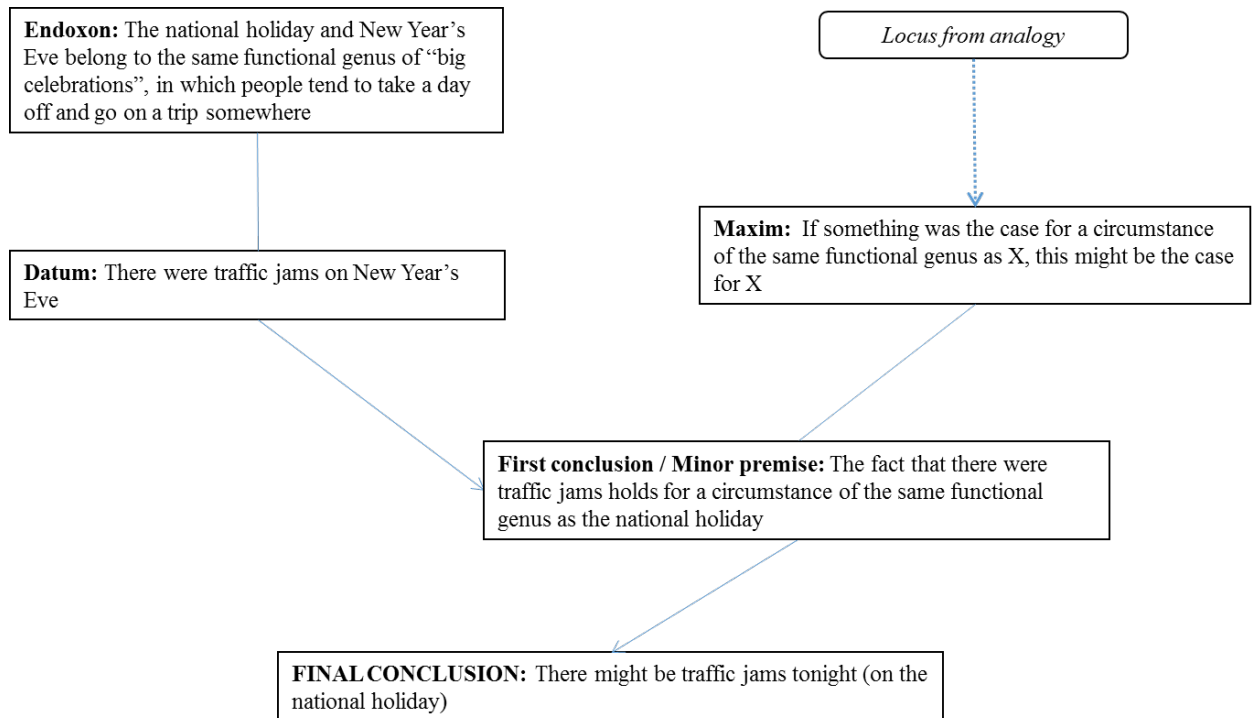 Endoxon: The national holiday and New Year’s
Eve belong to the same functional genus of “big
celebrations”, in which people tend to take a day
off and go on a trip somewhere
Locus from analogy
Maxim: If something was the case for a circumstance
of the same functional genus as X, this might be the case
for X
Datum: There were traffic jams on New Year’s
Eve
First conclusion / Minor premise: The fact that there were
traffic jams holds for a circumstance of the same functional
genus as the national holiday
FINAL CONCLUSION: There might be traffic jams tonight (on the
national holiday)